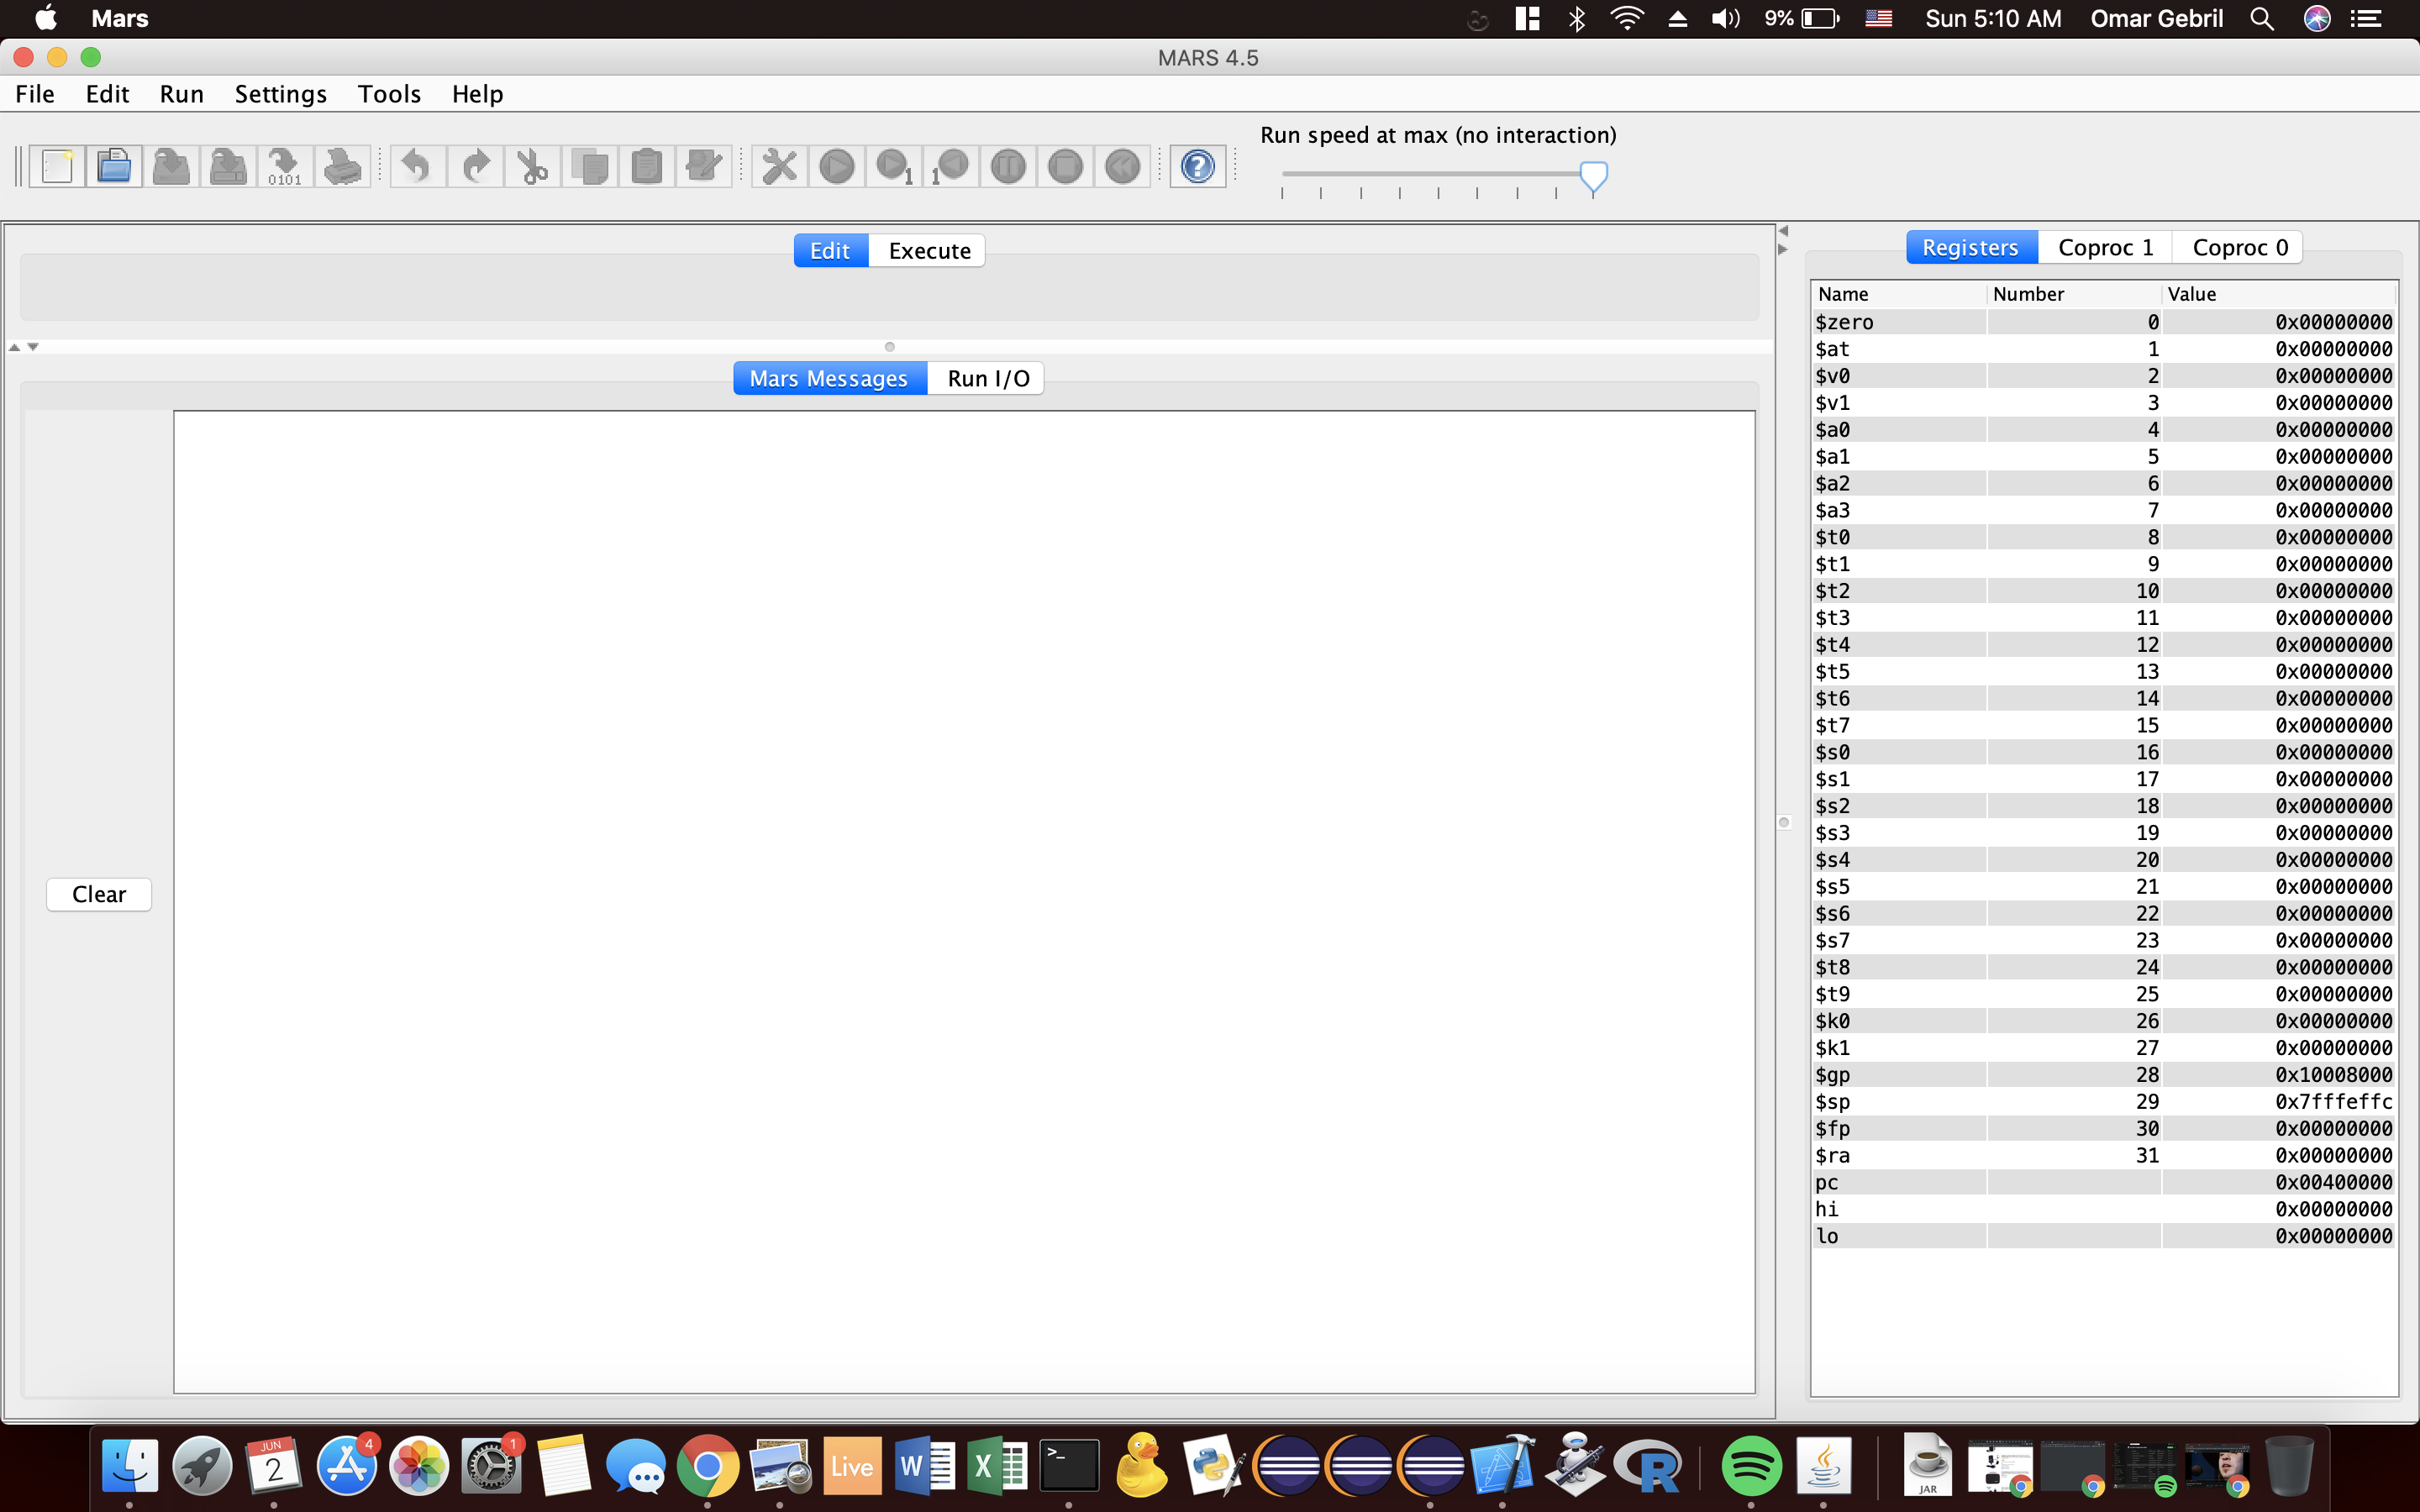 Mars 9% Sun 5:10 AM Omar Gebril
MARS 4.5
File Edit Run Settings Tools Help
Run speed at max (no interaction)
0101 1 1
Edit Execute
Registers Coproc 1 Coproc 0
Mars Messages Run I/O
Clear
Name Number Value
$zero 0 0x00000000
$at 1 0x00000000
$v0 2 0x00000000
$v1 3 0x00000000
$a0 4 0x00000000
$a1 5 0x00000000
$a2 6 0x00000000
$a3 7 0x00000000
$t0 8 0x00000000
$t1 9 0x00000000
$t2 10 0x00000000
$t3 11 0x00000000
$t4 12 0x00000000
$t5 13 0x00000000
$t6 14 0x00000000
$t7 15 0x00000000
$s0 16 0x00000000
$s1 17 0x00000000
$s2 18 0x00000000
$s3 19 0x00000000
$s4 20 0x00000000
$s5 21 0x00000000
$s6 22 0x00000000
$s7 23 0x00000000
$t8 24 0x00000000
$t9 25 0x00000000
$k0 26 0x00000000
$k1 27 0x00000000
$gp 28 0x10008000
$sp 29 0x7fffeffc
$fp 30 0x00000000
$ra 31 0x00000000
pc 0x00400000
hi 0x00000000
lo 0x00000000
JUN
2 4 1 Live W X >_ R JAR